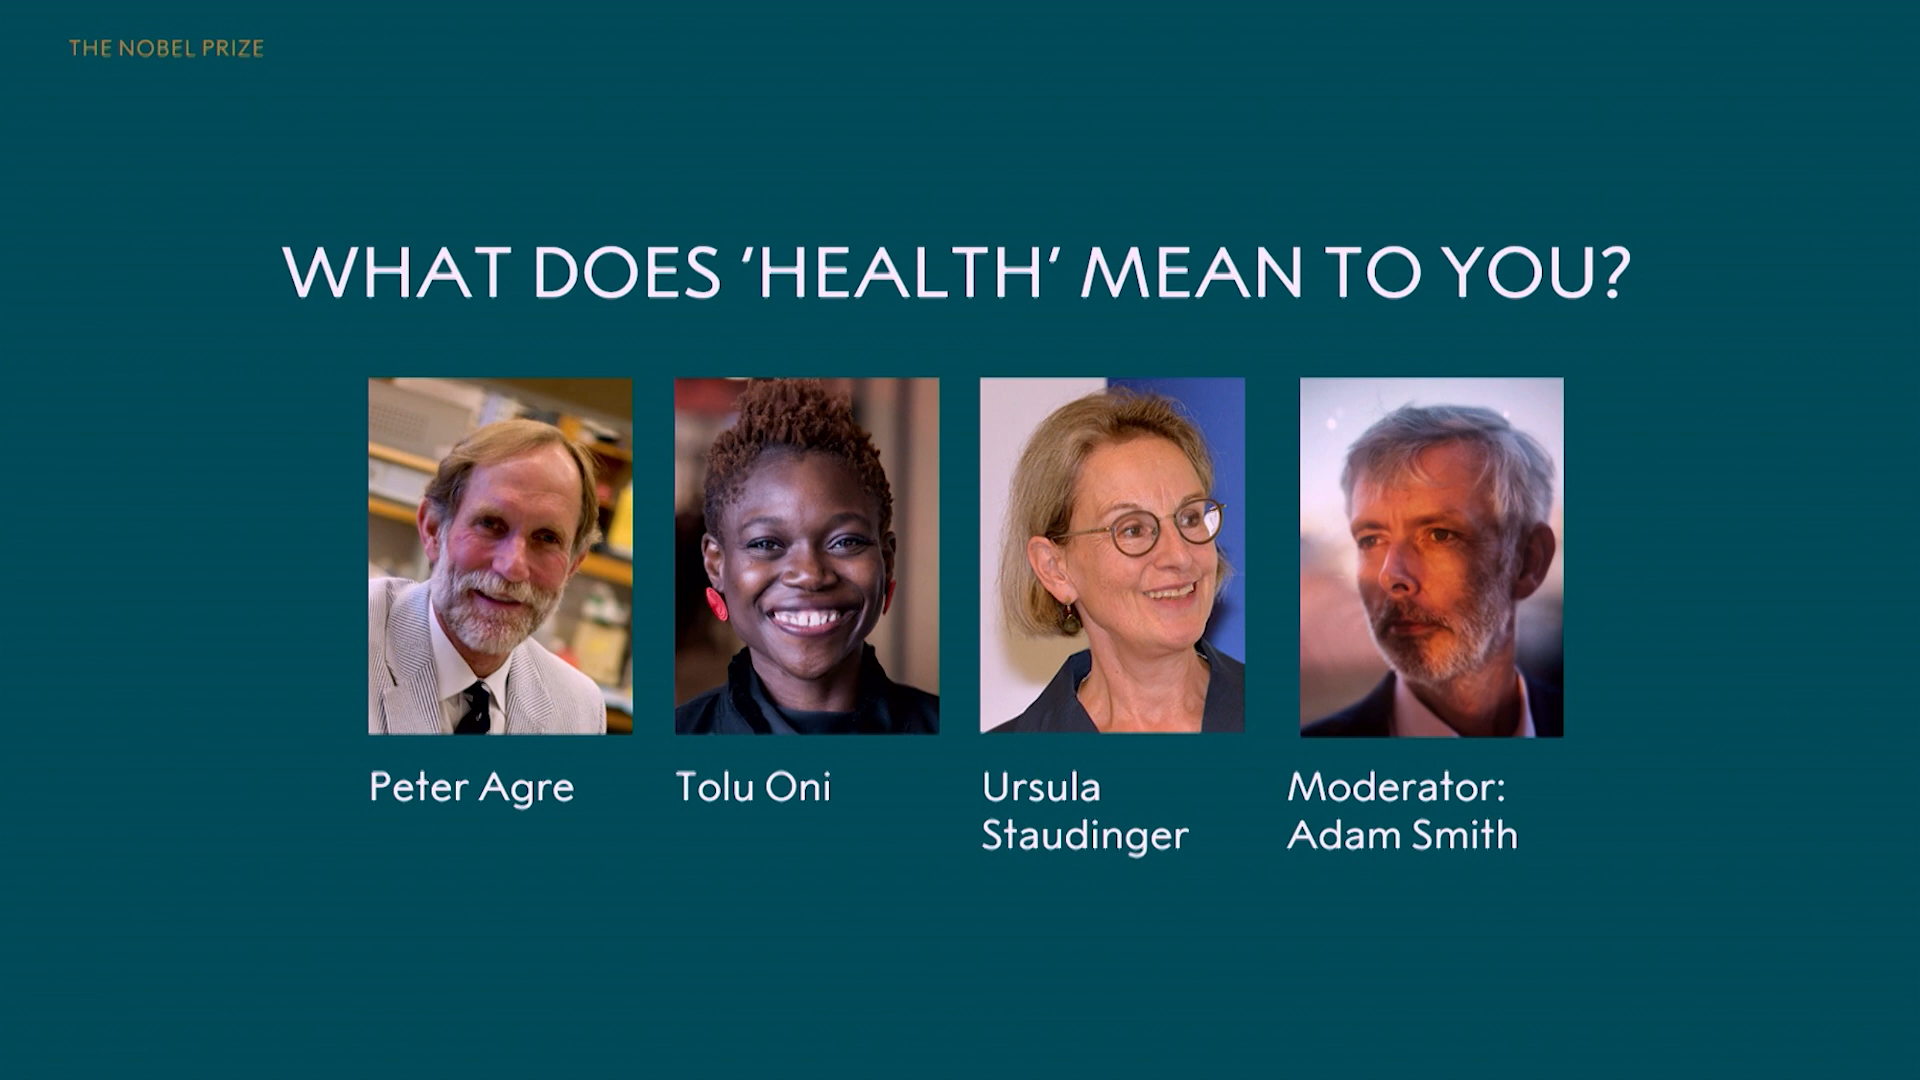 THE NOBEL PRIZE
WHAT DOES ‘HEALTH’ MEAN TO YOU?
Peter Agre
Tolu Oni
Ursula
Staudinger
Moderator:
Adam Smith